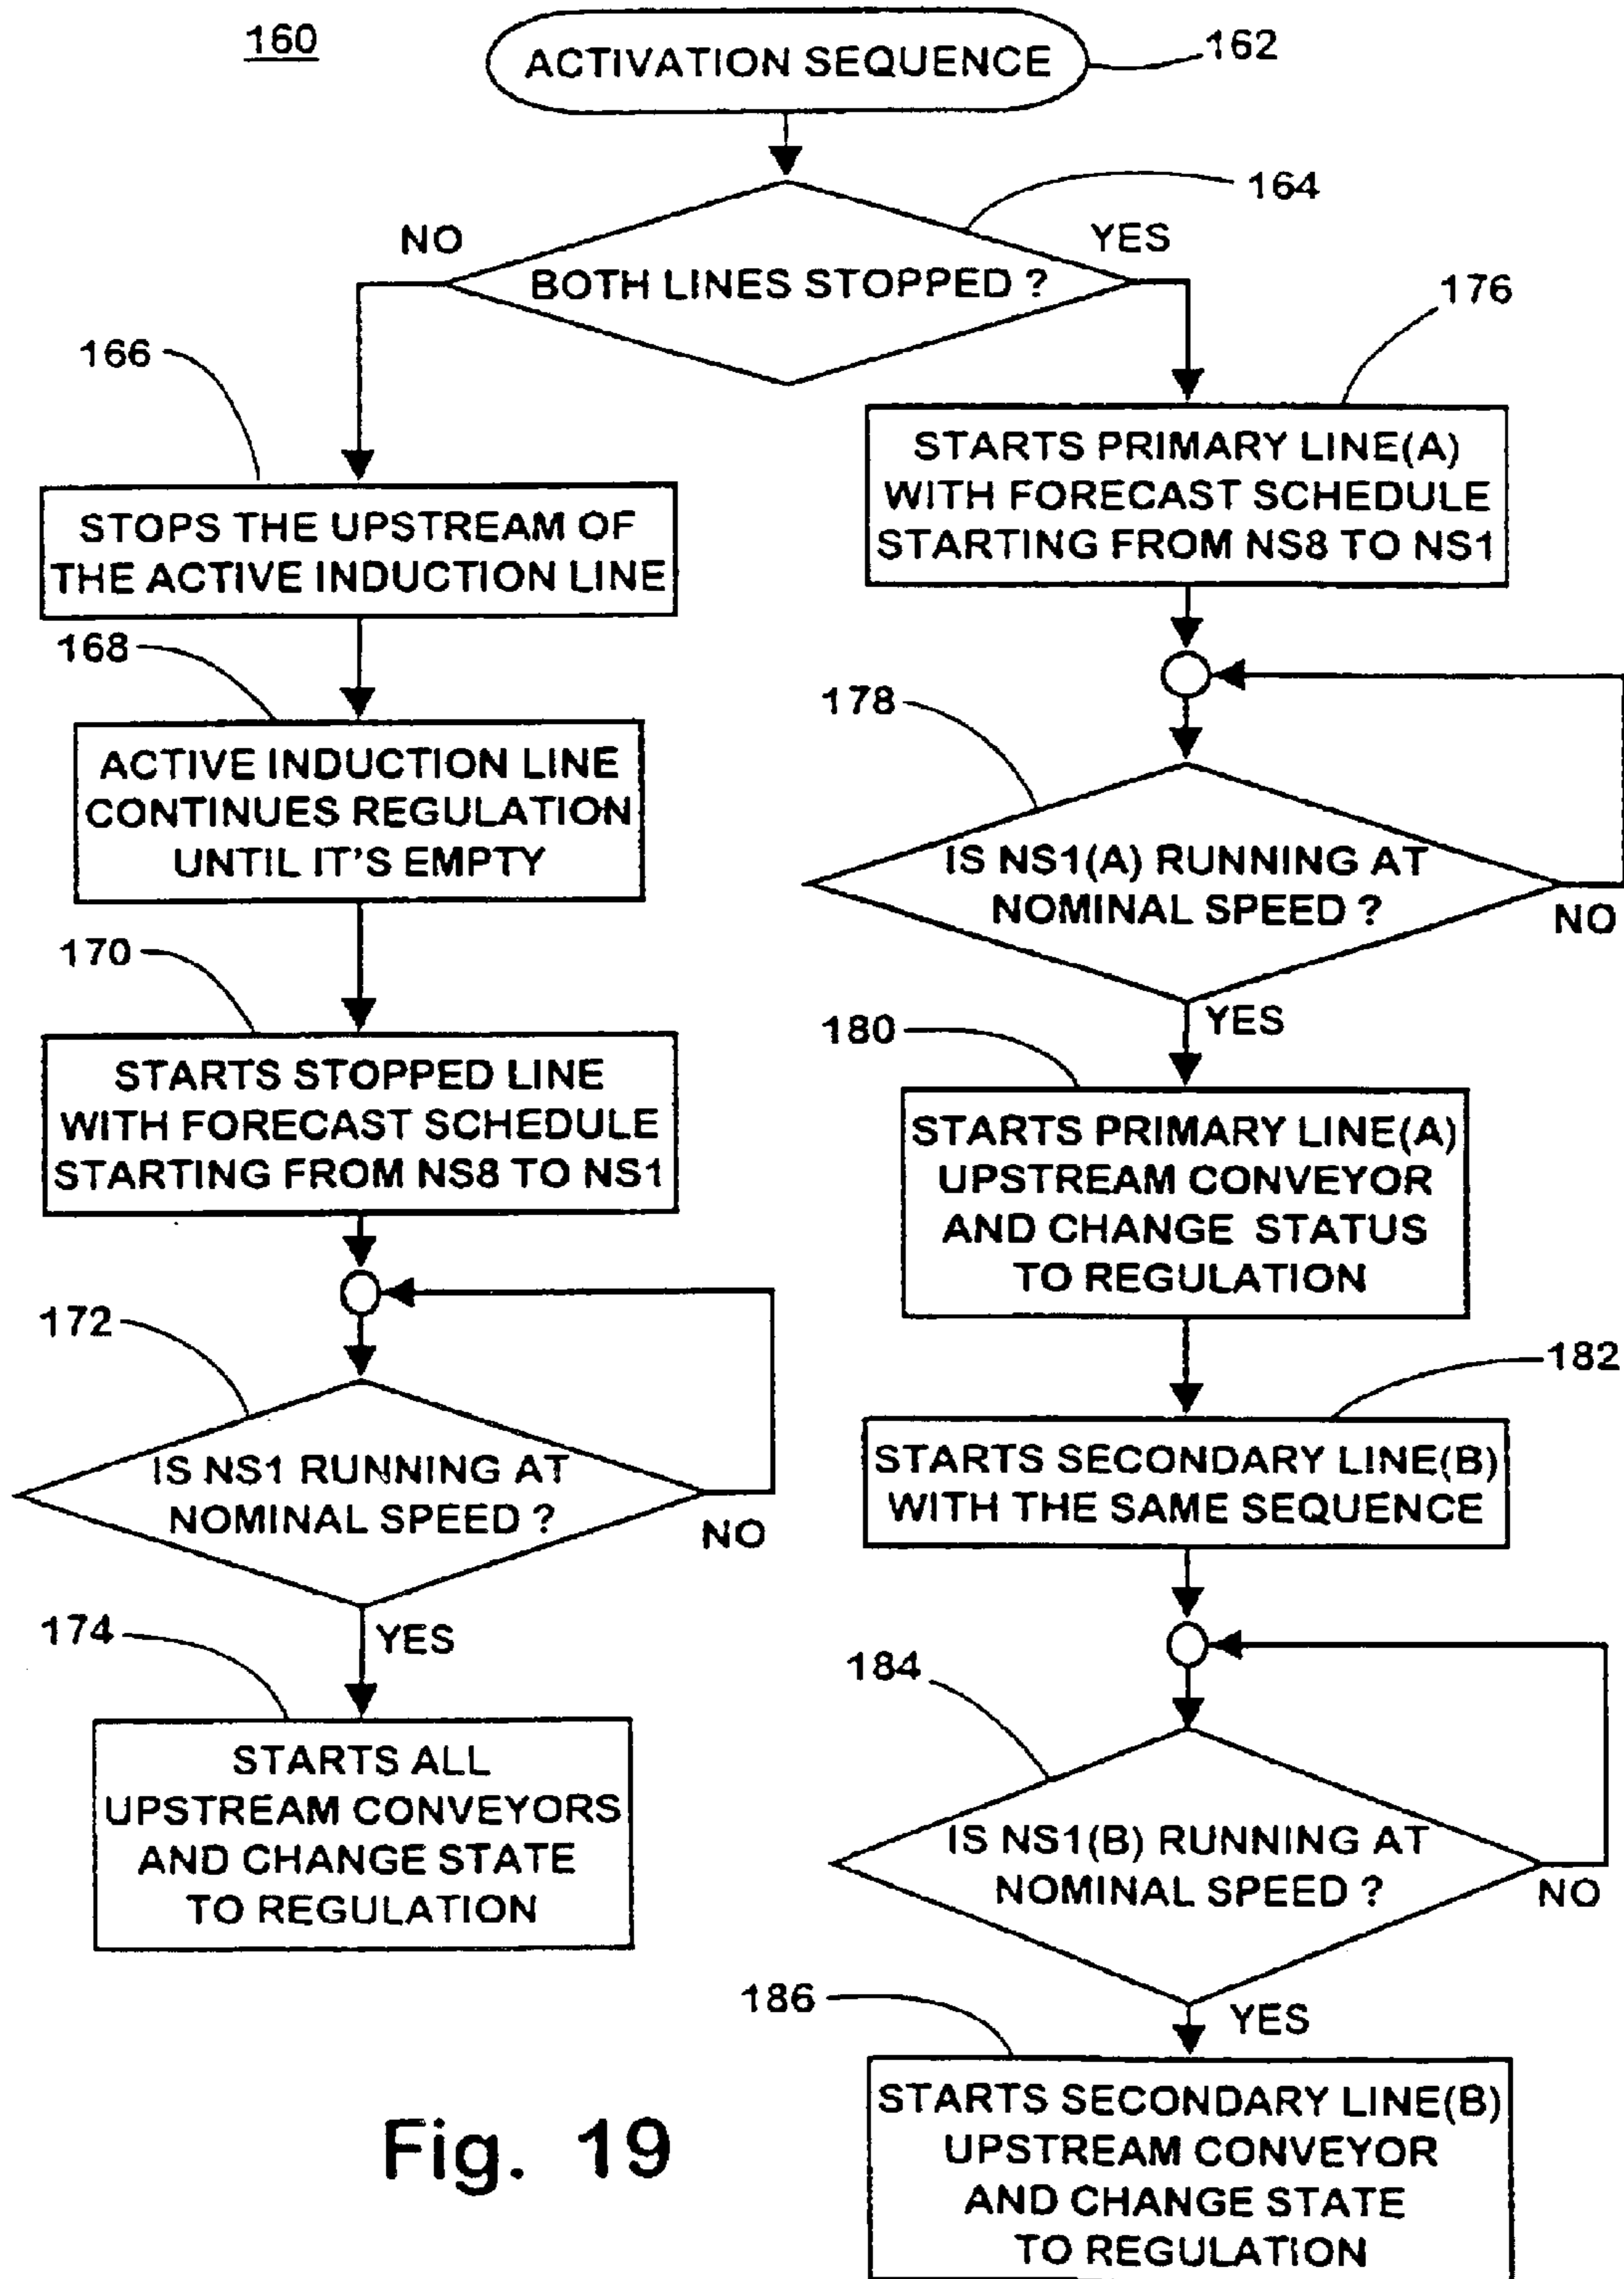 160
ACTIVATION SEQUENCE
162
164
NO
YES
BOTH LINES STOPPED ?
166
STOPS THE UPSTREAM OF
THE ACTIVE INDUCTION LINE
168
ACTIVE INDUCTION LINE
CONTINUES REGULATION
UNTIL IT'S EMPTY
170
STARTS STOPPED LINE
WITH FORECAST SCHEDULE
STARTING FROM NS8 TO NS1
172
IS NS1 RUNNING AT
NOMINAL SPEED ?
NO
174
YES
STARTS ALL
UPSTREAM CONVEYORS
AND CHANGE STATE
TO REGULATION
176
STARTS PRIMARY LINE(A)
WITH FORECAST SCHEDULE
STARTING FROM NS8 TO NS1
178
IS NS1(A) RUNNING AT
NOMINAL SPEED ?
NO
YES
180
STARTS PRIMARY LINE(A)
UPSTREAM CONVEYOR
AND CHANGE STATUS
TO REGULATION
182
STARTS SECONDARY LINE(B)
WITH THE SAME SEQUENCE
184
IS NS1(B) RUNNING AT
NOMINAL SPEED ?
NO
186
YES
STARTS SECONDARY LINE(B)
UPSTREAM CONVEYOR
AND CHANGE STATE
TO REGULATION
Fig. 19